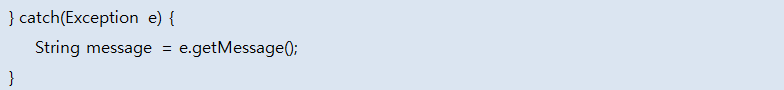 } catch(Exception e) {
String message = e.getMessage();
}